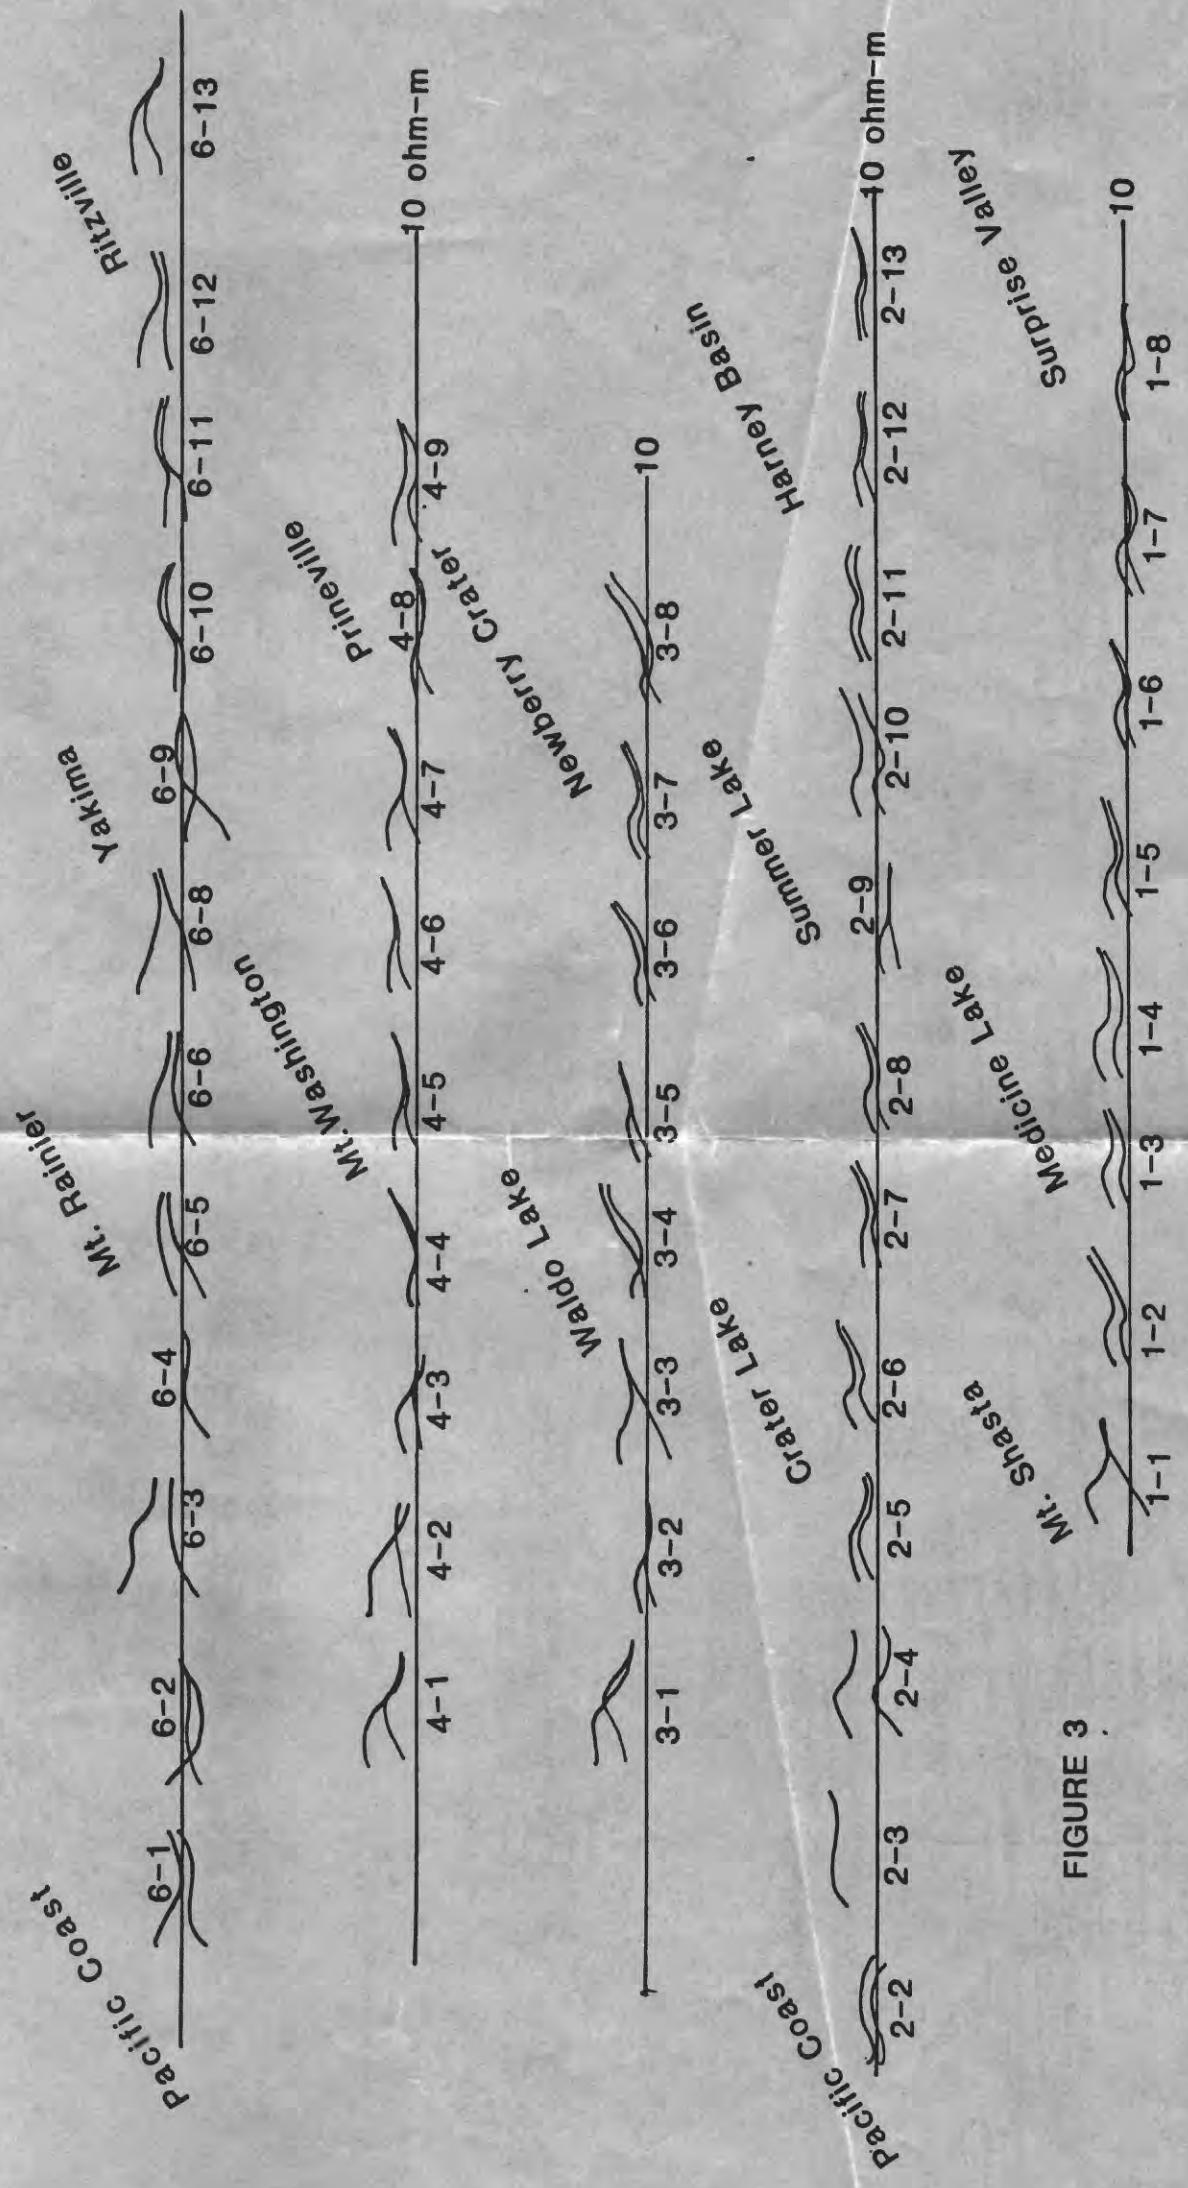 Pacific Coast
Mt. Rainier
Yakima
Ritzville
6-1
6-2
6-3
6-4
6-5
6-6
6-8
6-9
6-10
6-11
6-12
6-13
Mt. Washington
Prineville
10 ohm-m
4-1
4-2
4-3
4-4
4-5
4-6
4-7
4-8
4-9
Waldo Lake
Newberry Crater
10
3-1
3-2
3-3
3-4
3-5
3-6
3-7
3-8
Pacific Coast
Crater Lake
Summer Lake
Harney Basin
10 ohm-m
2-2
2-3
2-4
2-5
2-6
2-7
2-8
2-9
2-10
2-11
2-12
2-13
Mt. Shasta
Medicine Lake
Surprise Valley
10
1-1
1-2
1-3
1-4
1-5
1-6
1-7
1-8
FIGURE 3